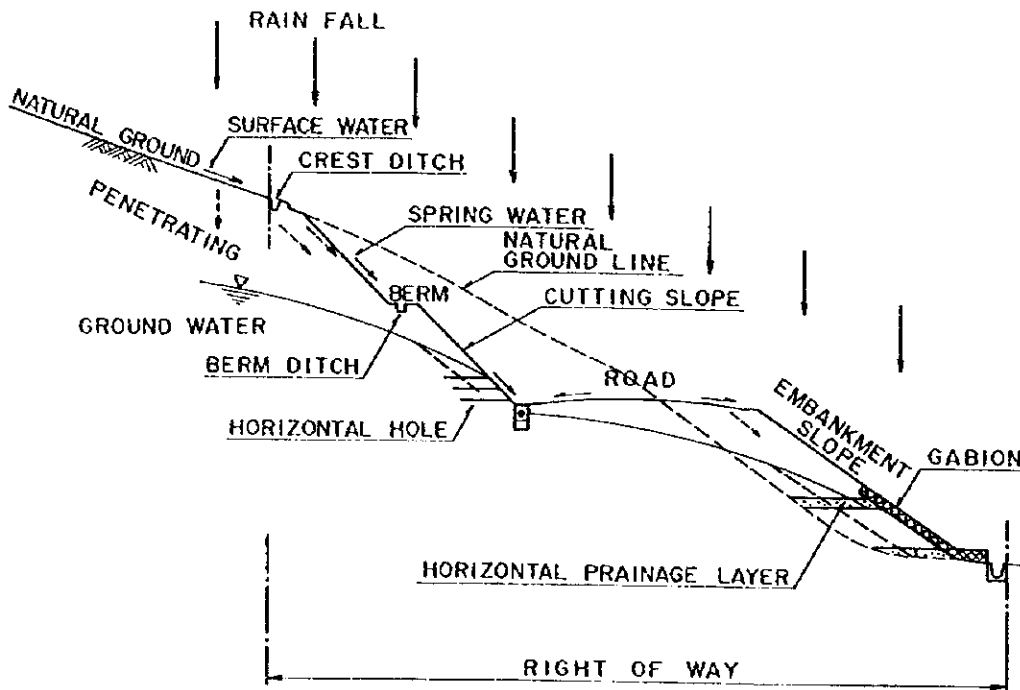 RAIN FALL
NATURAL GROUND
SURFACE WATER
CREST DITCH
PENETRATING
SPRING WATER
NATURAL
GROUND LINE
BERM
CUTTING SLOPE
GROUND WATER
BERM DITCH
ROAD
HORIZONTAL HOLE
EMBANKMENT
SLOPE
GABION
HORIZONTAL PRAINAGE LAYER
RIGHT OF WAY